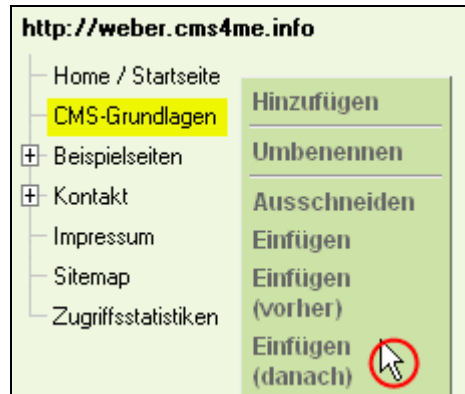 http://weber.cms4me.info
Home / Startseite
CMS-Grundlagen
Beispielseiten
Kontakt
Impressum
Sitemap
Zugriffsstatistiken
Hinzufügen
Umbenennen
Ausschneiden
Einfügen
Einfügen
(vorher)
Einfügen
(danach)